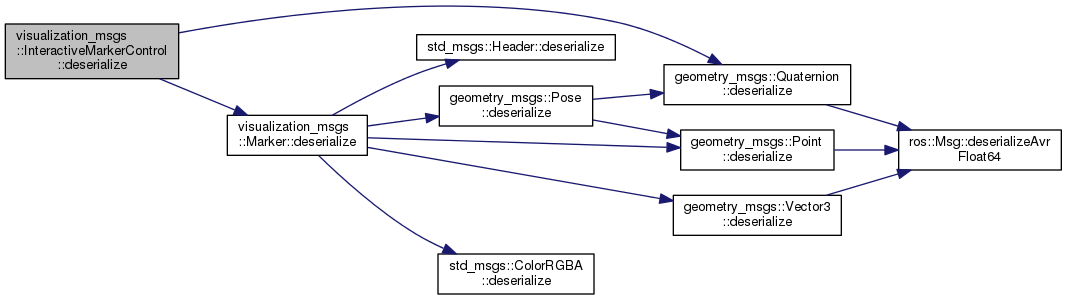 visualization_msgs
::InteractiveMarkerControl
::deserialize
visualization_msgs
::Marker::deserialize
std_msgs::Header::deserialize
geometry_msgs::Pose
::deserialize
std_msgs::ColorRGBA
::deserialize
geometry_msgs::Quaternion
::deserialize
geometry_msgs::Point
::deserialize
geometry_msgs::Vector3
::deserialize
ros::Msg::deserializeAvr
Float64